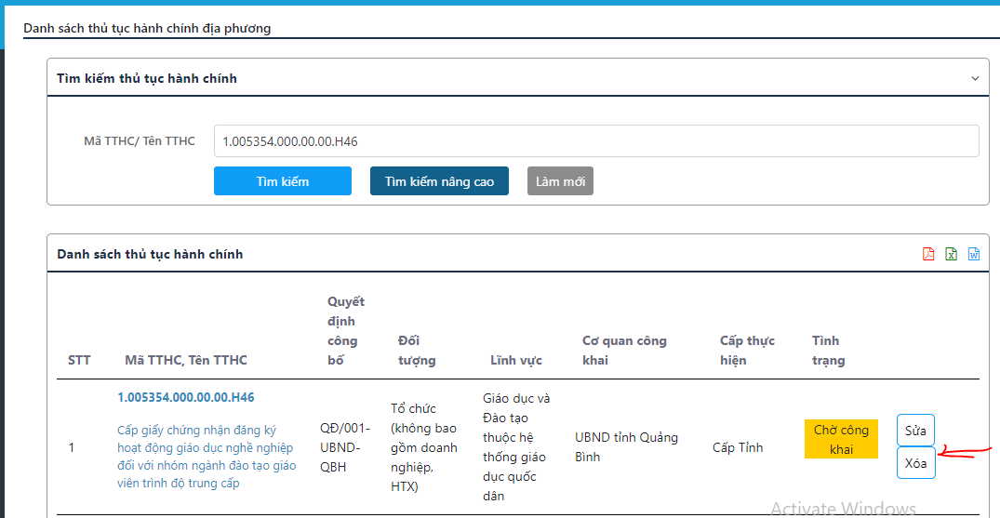 Danh sách thủ tục hành chính địa phương
Tìm kiếm thủ tục hành chính
Mã TTHC/ Tên TTHC
1.005354.000.00.00.H46
Tìm kiếm
Tìm kiếm nâng cao
Làm mới
Danh sách thủ tục hành chính
STT
Mã TTHC, Tên TTHC
Quyết
định
công
bố
Đối
tượng
Lĩnh vực
Cơ quan công
khai
Cấp thực
hiện
Tình
trạng
1
1.005354.000.00.00.H46
Cấp giấy chứng nhận đăng ký
hoạt động giáo dục nghề nghiệp
đối với nhóm ngành đào tạo giáo
viên trình độ trung cấp
QĐ/001-
UBND-
QBH
Tổ chức
(không bao
gồm doanh
nghiệp,
HTX)
Giáo dục và
Đào tạo
thuộc hệ
thống giáo
dục quốc
dân
UBND tỉnh Quảng
Bình
Cấp Tỉnh
Chờ công
khai
Sửa
Xóa
Activate Windows